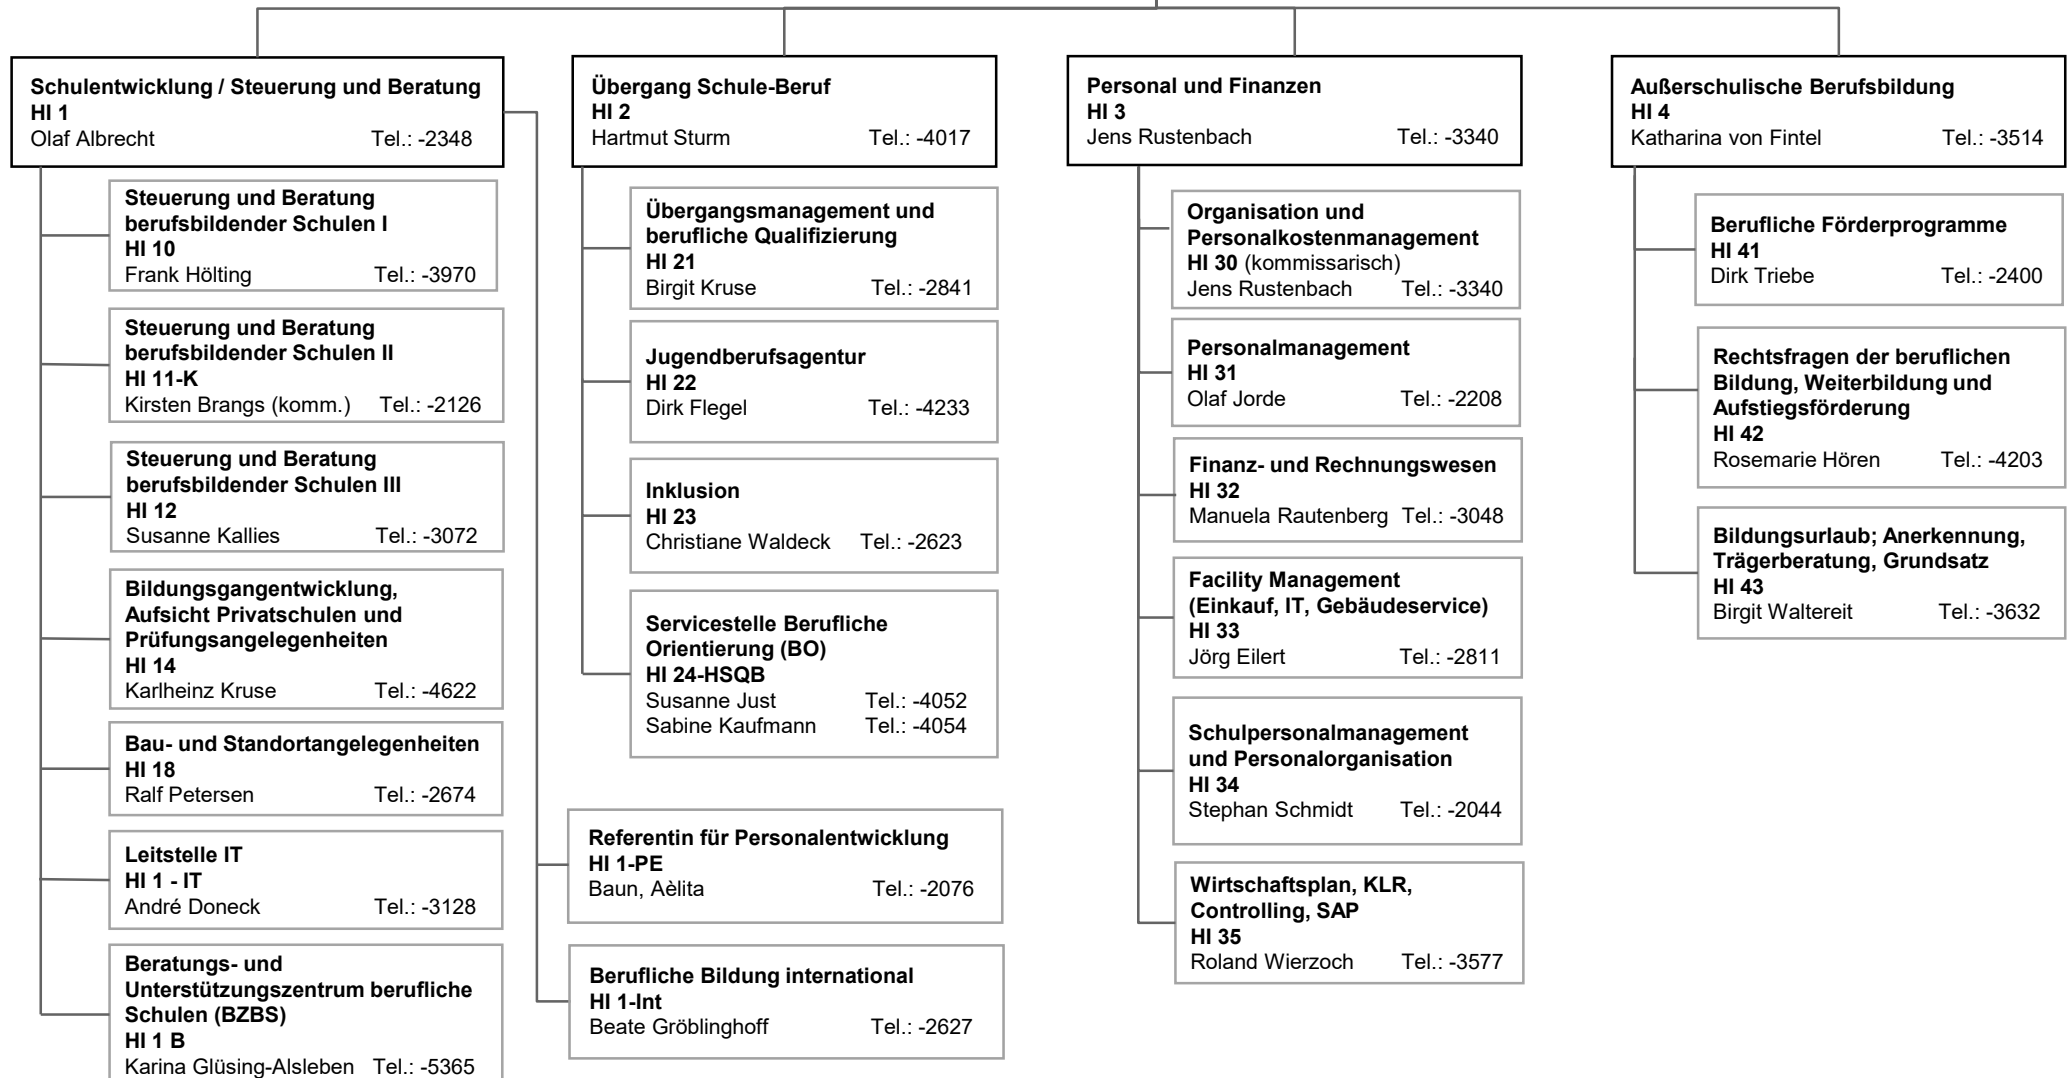 Schulentwicklung / Steuerung und Beratung
HI 1
Olaf Albrecht Tel.: -2348
Steuerung und Beratung
berufsbildender Schulen I
HI 10
Frank Hölting Tel.: -3970
Steuerung und Beratung
berufsbildender Schulen II
HI 11-K
Kirsten Brangs (komm.) Tel.: -2126
Steuerung und Beratung
berufsbildender Schulen III
HI 12
Susanne Kallies Tel.: -3072
Bildungsgangentwicklung,
Aufsicht Privatschulen und
Prüfungsangelegenheiten
HI 14
Karlheinz Kruse Tel.: -4622
Bau- und Standortangelegenheiten
HI 18
Ralf Petersen Tel.: -2674
Leitstelle IT
HI 1 - IT
André Doneck Tel.: -3128
Beratungs- und
Unterstützungszentrum berufliche
Schulen (BZBS)
HI 1 B
Karina Glüsing-Alsleben Tel.: -5365
Übergang Schule-Beruf
HI 2
Hartmut Sturm Tel.: -4017
Übergangsmanagement und
berufliche Qualifizierung
HI 21
Birgit Kruse Tel.: -2841
Jugendberufsagentur
HI 22
Dirk Flegel Tel.: -4233
Inklusion
HI 23
Christiane Waldeck Tel.: -2623
Servicestelle Berufliche
Orientierung (BO)
HI 24-HSQB
Susanne Just Tel.: -4052
Sabine Kaufmann Tel.: -4054
Referentin für Personalentwicklung
HI 1-PE
Baun, Aèlita Tel.: -2076
Berufliche Bildung international
HI 1-Int
Beate Gröblinghoff Tel.: -2627
Personal und Finanzen
HI 3
Jens Rustenbach Tel.: -3340
Organisation und
Personalkostenmanagement
HI 30 (kommissarisch)
Jens Rustenbach Tel.: -3340
Personalmanagement
HI 31
Olaf Jorde Tel.: -2208
Finanz- und Rechnungswesen
HI 32
Manuela Rautenberg Tel.: -3048
Facility Management
(Einkauf, IT, Gebäudeservice)
HI 33
Jörg Eilert Tel.: -2811
Schulpersonalmanagement
und Personalorganisation
HI 34
Stephan Schmidt Tel.: -2044
Wirtschaftsplan, KLR,
Controlling, SAP
HI 35
Roland Wierzoch Tel.: -3577
Außerschulische Berufsbildung
HI 4
Katharina von Fintel Tel.: -3514
Berufliche Förderprogramme
HI 41
Dirk Triebe Tel.: -2400
Rechtsfragen der beruflichen
Bildung, Weiterbildung und
Aufstiegsförderung
HI 42
Rosemarie Hören Tel.: -4203
Bildungsurlaub; Anerkennung,
Trägerberatung, Grundsatz
HI 43
Birgit Waltereit Tel.: -3632